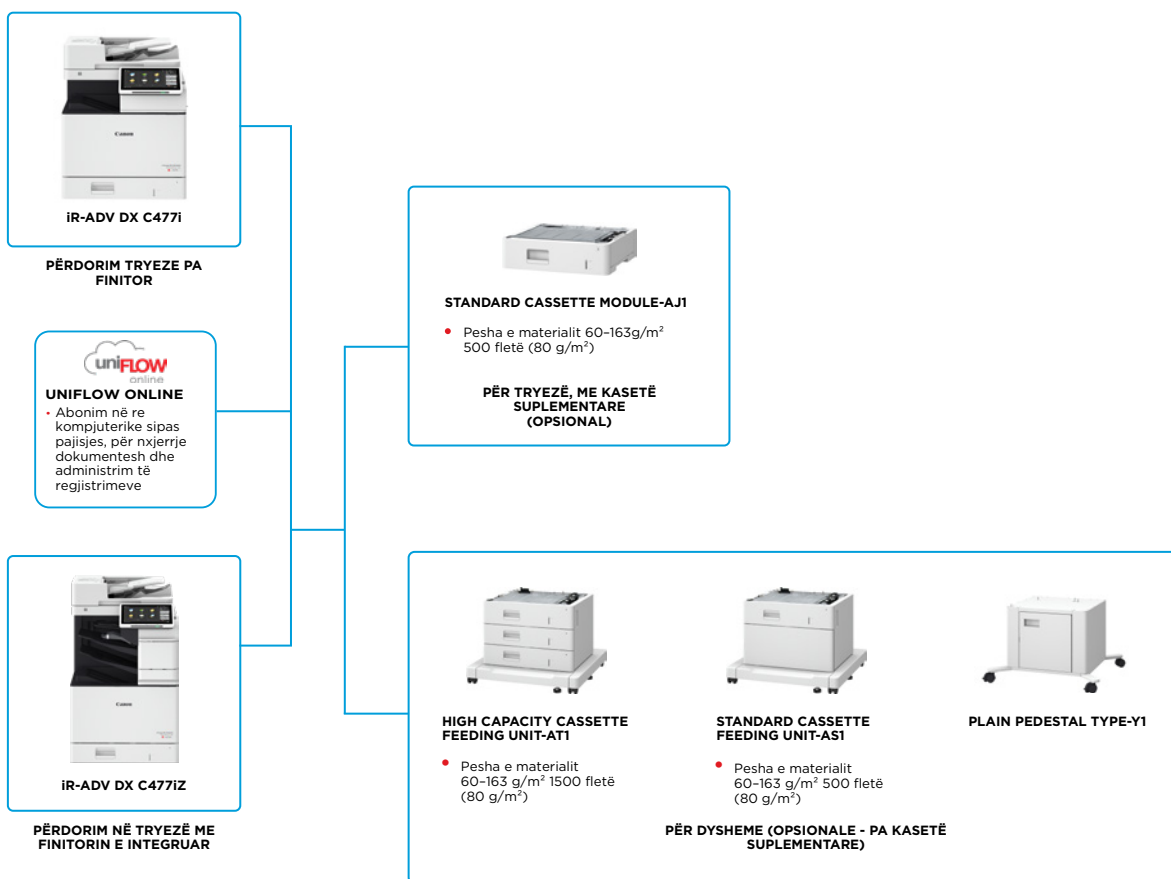 Canon
iR-ADV DX C477i
PËRDORIM TRYEZE PA
FINITOR
uniFLOW
online
UNIFLOW ONLINE
• Abonim në re
kompjuterike sipas
pajisjes, për nxjerrje
dokumentesh dhe
administrim të
regjistrimeve
Canon
iR-ADV DX C477iZ
PËRDORIM NË TRYEZË ME
FINITORIN E INTEGRUAR
STANDARD CASSETTE MODULE-AJ1
• Pesha e materialit 60–163g/m²
500 fletë (80 g/m²)
PËR TRYEZË, ME KASETË
SUPLEMENTARE
(OPSIONAL)
HIGH CAPACITY CASSETTE
FEEDING UNIT-AT1
• Pesha e materialit
60–163 g/m² 1500 fletë
(80 g/m²)
STANDARD CASSETTE
FEEDING UNIT-AS1
• Pesha e materialit
60–163 g/m² 500 fletë
(80 g/m²)
PLAIN PEDESTAL TYPE-Y1
PËR DYSHEME (OPSIONALE - PA KASETË
SUPLEMENTARE)